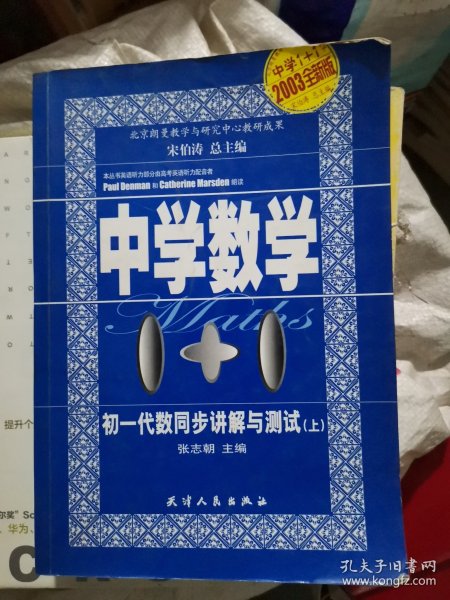 中学1+1
2003全新版
北京朗曼教学与研究中心教研成果
宋伯涛 总主编
本丛书英语听力部分由高考英语听力配音者
Paul Denman 和 Catherine Marsden 朗读
中学数学
Maths
1+1
初一代数同步讲解与测试(上)
张志朝 主编
天津人民出版社
提升个
尔奖" Sc
、华为、
孔夫子旧书网
www.kongfz.com